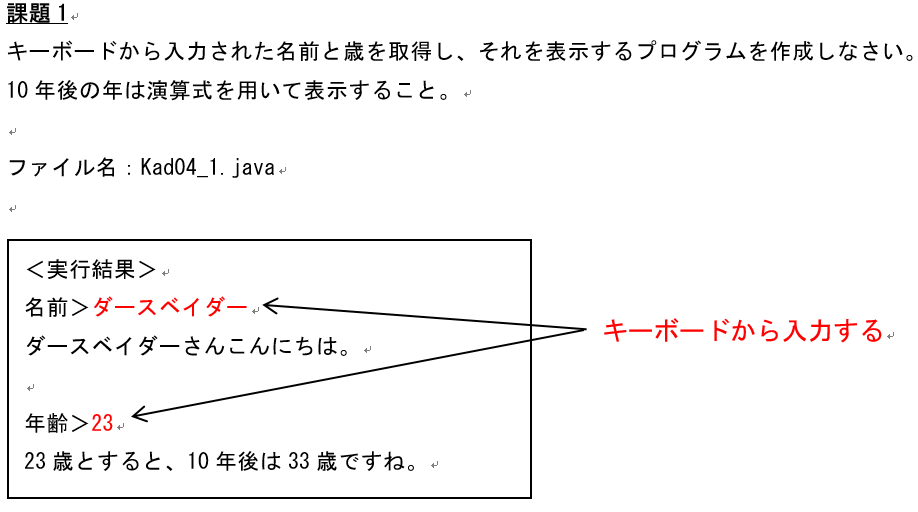 課題1
キーボードから入力された名前と歳を取得し、それを表示するプログラムを作成しなさい。
10年後の年は演算式を用いて表示すること。
ファイル名：Kad04_1.java
＜実行結果＞
名前＞ダースベイダー
ダースベイダーさんこんにちは。
キーボードから入力する
年齢＞23
23歳とすると、10年後は33歳ですね。